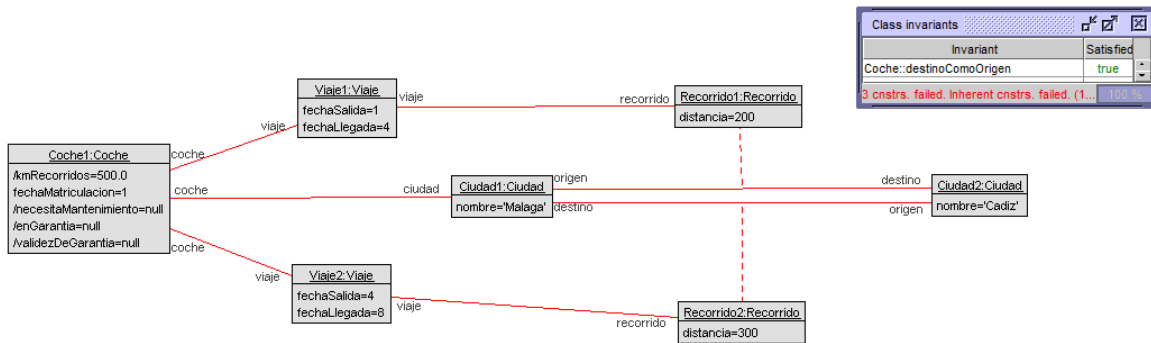 Class invariants
Invariant Satisfied
Coche::destinoComoOrigen true
3 cnstrs. failed. Inherent cnstrs. failed. (1... 100 %
Viaje1:Viaje
fechaSalida=1
fechaLlegada=4
viaje
recorrido
Recorrido1:Recorrido
distancia=200
viaje
coche
Coche1:Coche
/kmRecorridos=500.0
fechaMatriculacion=1
/necesitaMantenimiento=null
/enGarantia=null
/validezDeGarantia=null
coche
ciudad
Ciudad1:Ciudad
nombre='Malaga'
origen
destino
destino
origen
Ciudad2:Ciudad
nombre='Cadiz'
coche
viaje
Viaje2:Viaje
fechaSalida=4
fechaLlegada=8
viaje
recorrido
Recorrido2:Recorrido
distancia=300